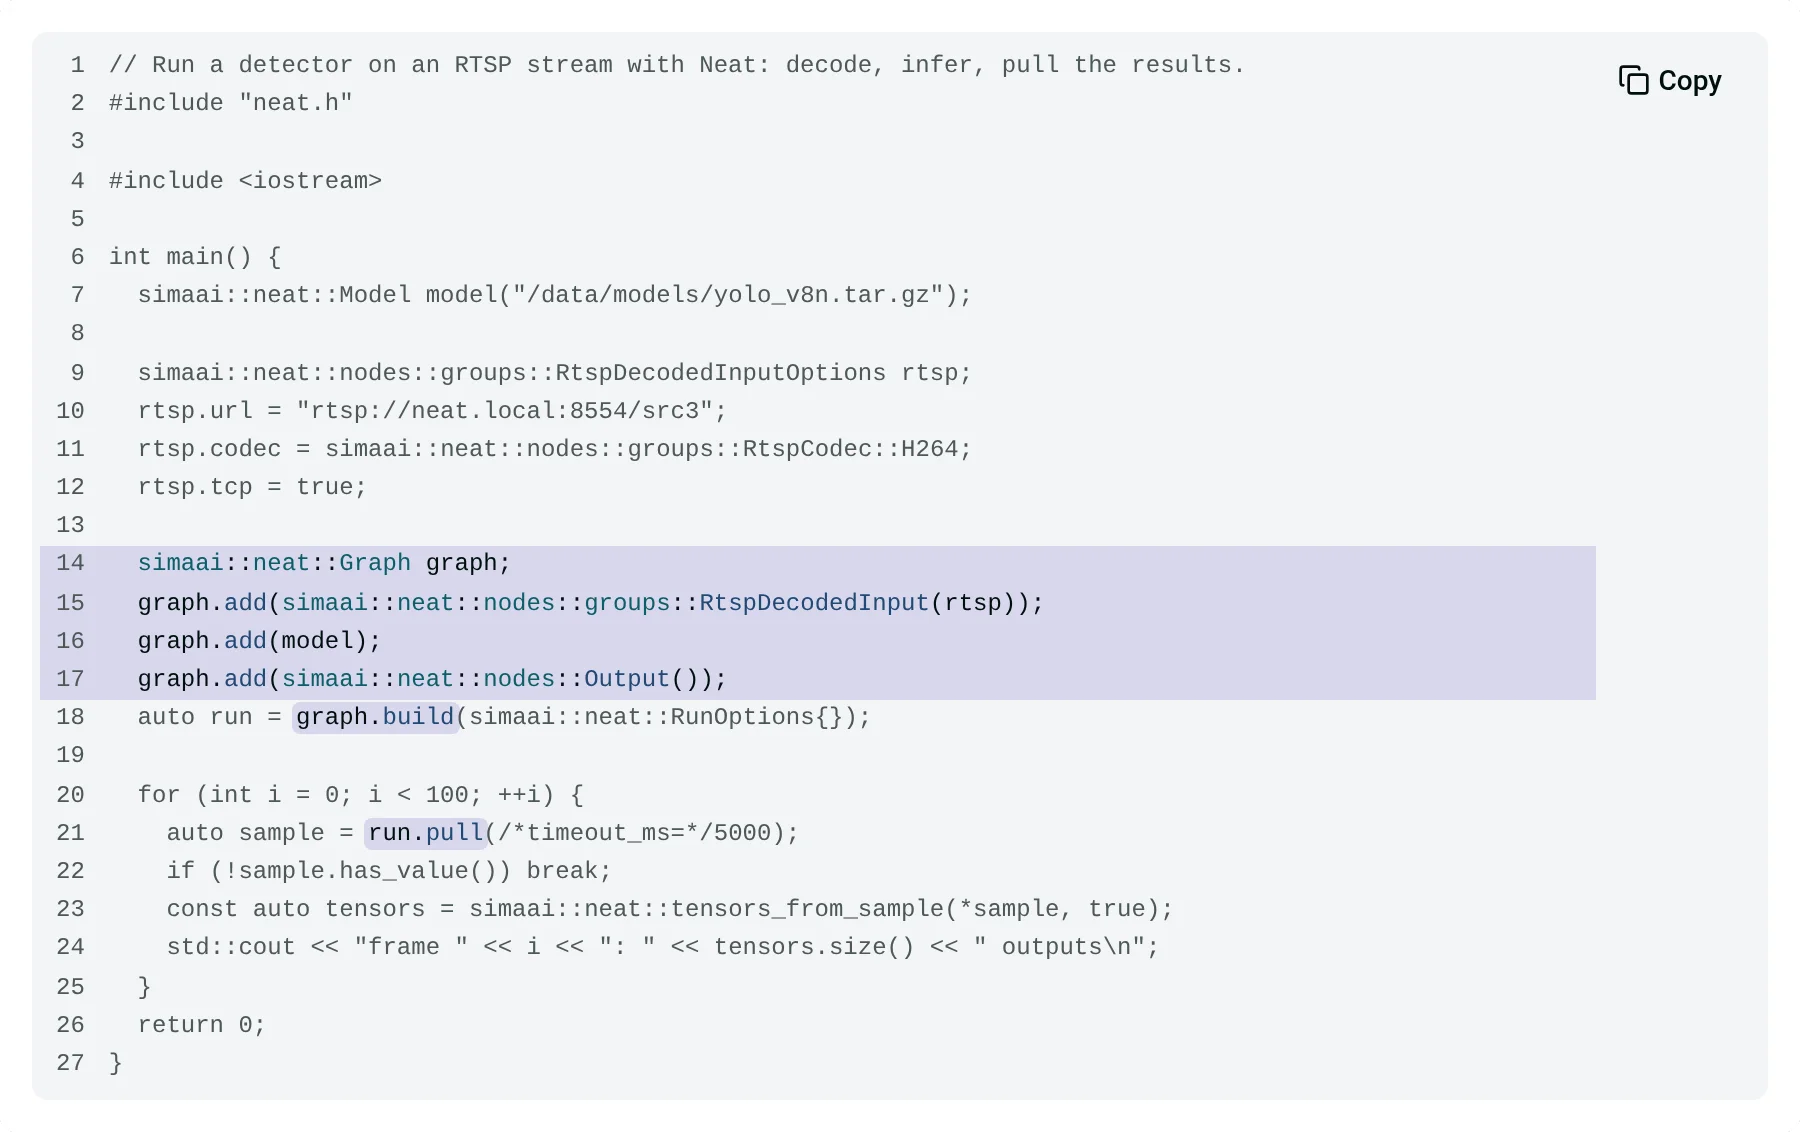 1 // Run a detector on an RTSP stream with Neat: decode, infer, pull the results.
Copy
2 #include "neat.h"
3
4 #include <iostream>
5
6 int main() {
7   simaai::neat::Model model("/data/models/yolo_v8n.tar.gz");
8
9   simaai::neat::nodes::groups::RtspDecodedInputOptions rtsp;
10   rtsp.url = "rtsp://neat.local:8554/src3";
11   rtsp.codec = simaai::neat::nodes::groups::RtspCodec::H264;
12   rtsp.tcp = true;
13
14   simaai::neat::Graph graph;
15   graph.add(simaai::neat::nodes::groups::RtspDecodedInput(rtsp));
16   graph.add(model);
17   graph.add(simaai::neat::nodes::Output());
18   auto run = graph.build(simaai::neat::RunOptions{});
19
20   for (int i = 0; i < 100; ++i) {
21     auto sample = run.pull(/*timeout_ms=*/5000);
22     if (!sample.has_value()) break;
23     const auto tensors = simaai::neat::tensors_from_sample(*sample, true);
24     std::cout << "frame " << i << ": " << tensors.size() << " outputs\n";
25   }
26   return 0;
27 }